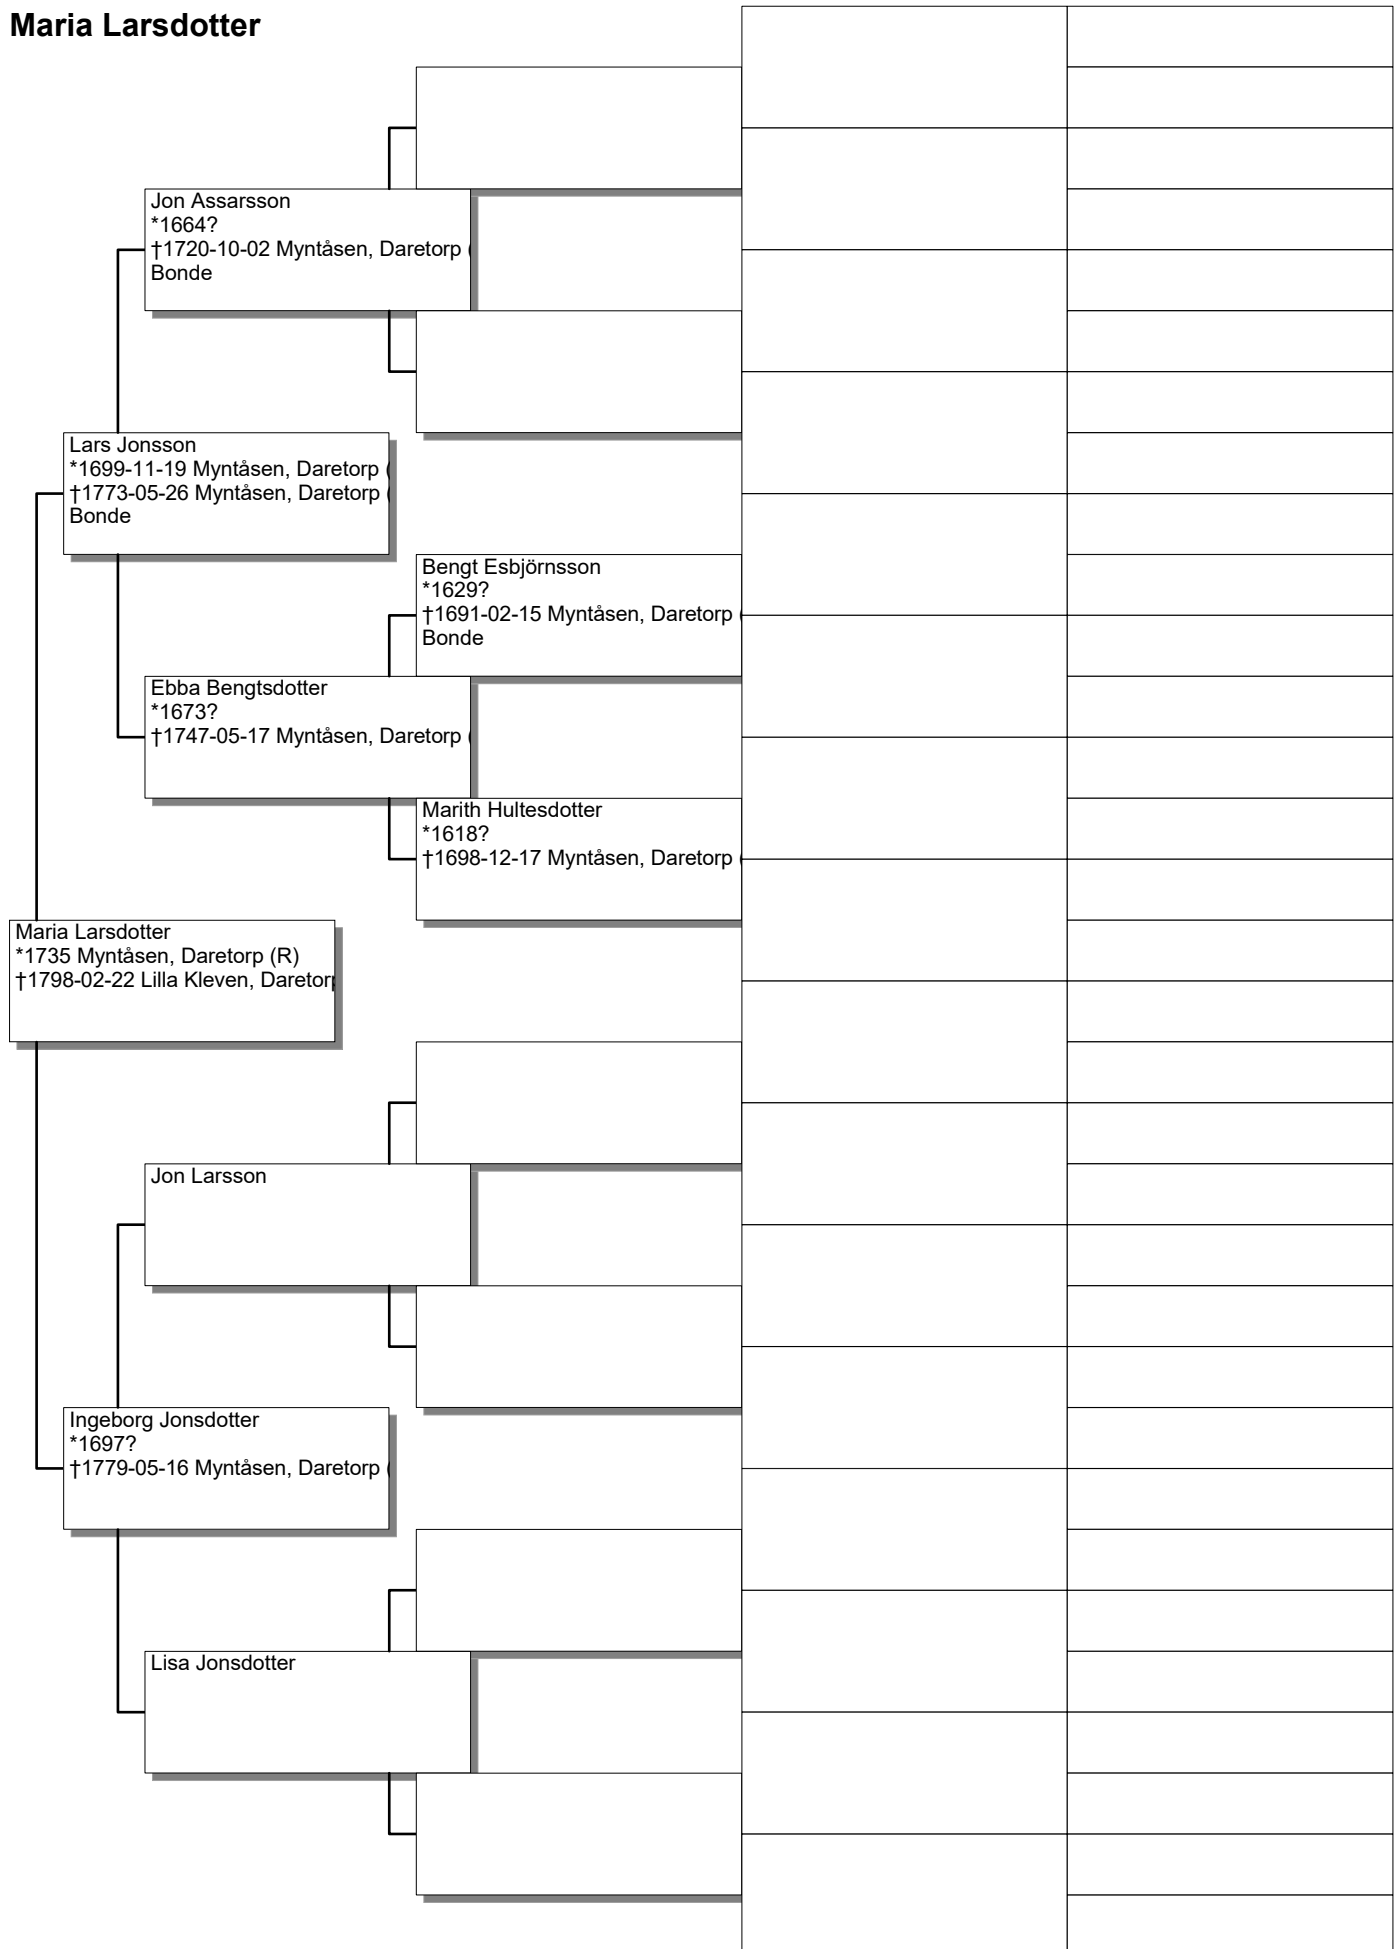 Maria Larsdotter
Jon Assarsson
*1664?
†1720-10-02 Myntåsen, Daretorp (
Bonde
Lars Jonsson
*1699-11-19 Myntåsen, Daretorp (
†1773-05-26 Myntåsen, Daretorp (
Bonde
Bengt Esbjörnsson
*1629?
†1691-02-15 Myntåsen, Daretorp (
Bonde
Ebba Bengtsdotter
*1673?
†1747-05-17 Myntåsen, Daretorp (
Marith Hultesdotter
*1618?
†1698-12-17 Myntåsen, Daretorp (
Maria Larsdotter
*1735 Myntåsen, Daretorp (R)
†1798-02-22 Lilla Kleven, Daretorp
Jon Larsson
Ingeborg Jonsdotter
*1697?
†1779-05-16 Myntåsen, Daretorp (
Lisa Jonsdotter